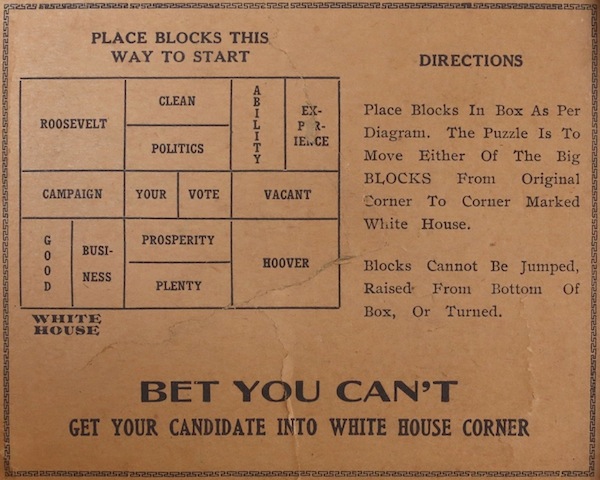 PLACE BLOCKS THIS
WAY TO START
ROOSEVELT
CLEAN
POLITICS
ABILITY
EX-
PER-
IENCE
CAMPAIGN
YOUR
VOTE
VACANT
GOOD
BUSI-
NESS
PROSPERITY
PLENTY
HOOVER
WHITE
HOUSE
DIRECTIONS
Place Blocks In Box As Per
Diagram. The Puzzle Is To
Move Either Of The Big
BLOCKS From Original
Corner To Corner Marked
White House.
Blocks Cannot Be Jumped,
Raised From Bottom Of
Box, Or Turned.
BET YOU CAN'T
GET YOUR CANDIDATE INTO WHITE HOUSE CORNER